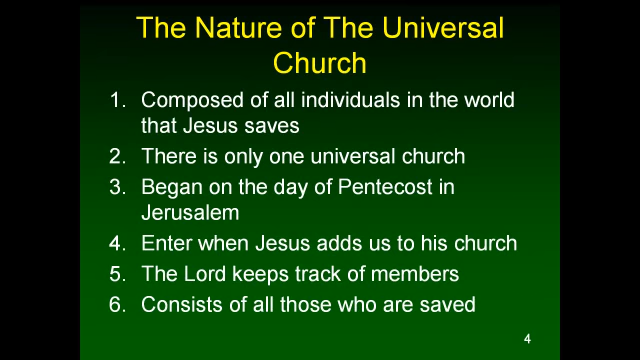 The Nature of The Universal
Church
1. Composed of all individuals in the world
that Jesus saves
2. There is only one universal church
3. Began on the day of Pentecost in
Jerusalem
4. Enter when Jesus adds us to his church
5. The Lord keeps track of members
6. Consists of all those who are saved
4